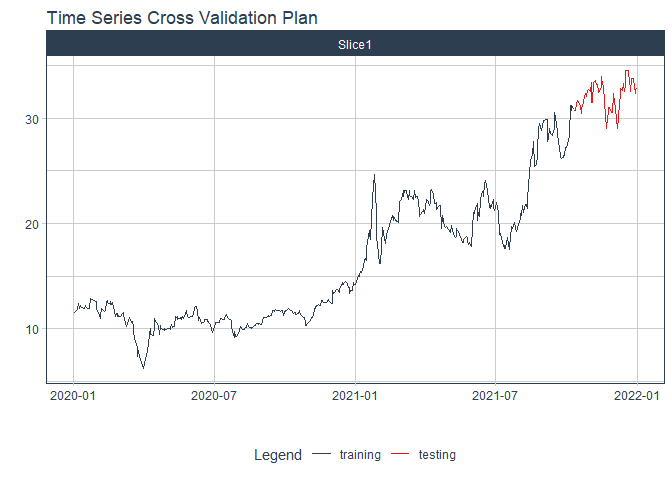 Time Series Cross Validation Plan
Slice1
30
20
10
2020-01 2020-07 2021-01 2021-07 2022-01
Legend training testing